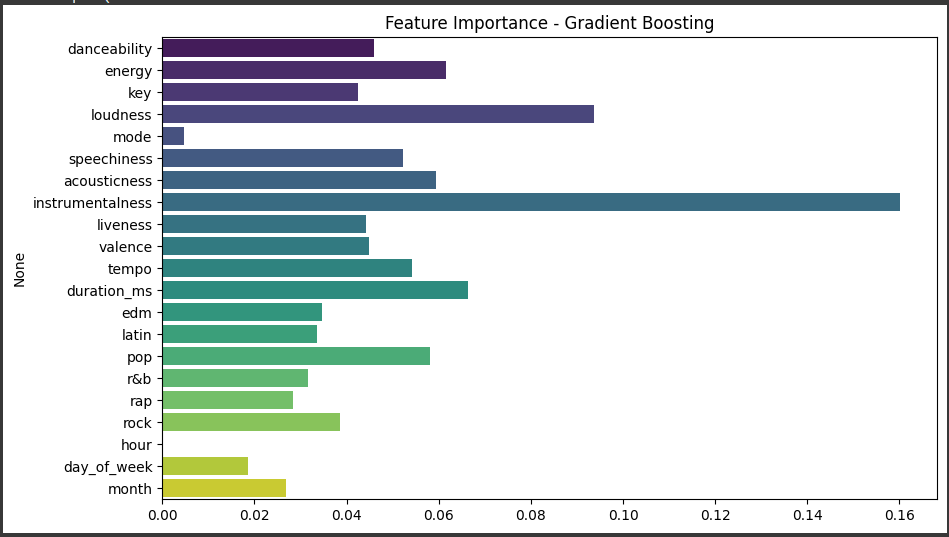 Feature Importance - Gradient Boosting
None
danceability
energy
key
loudness
mode
speechiness
acousticness
instrumentalness
liveness
valence
tempo
duration_ms
edm
latin
pop
r&b
rap
rock
hour
day_of_week
month
0.00 0.02 0.04 0.06 0.08 0.10 0.12 0.14 0.16